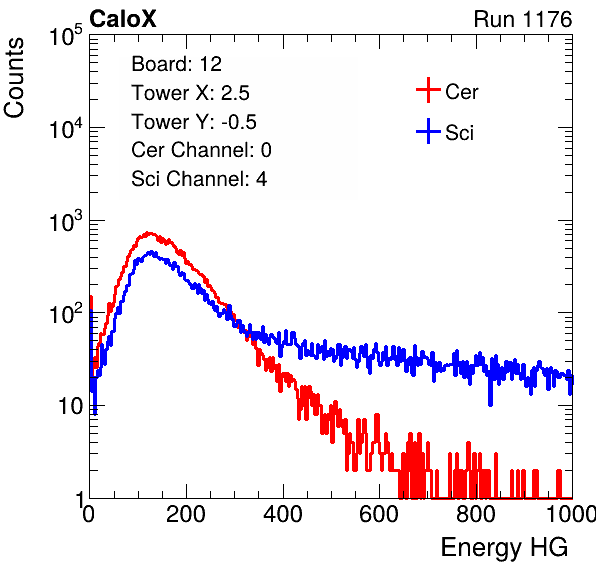 CaloX Run 1176
Counts
Board: 12
Tower X: 2.5
Tower Y: -0.5
Cer Channel: 0
Sci Channel: 4
Cer
Sci
10^5
10^4
10^3
10^2
10
1
0 200 400 600 800 1000
Energy HG